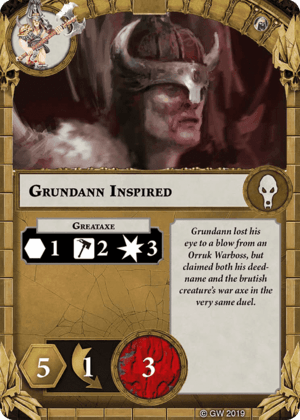 GRUNDANN INSPIRED
GREATAXE
1 2 3
Grundann lost his
eye to a blow from an
Orruk Warboss, but
claimed both his deed-
name and the brutish
creature's war axe in the
very same duel.
5 1 3
© GW 2019